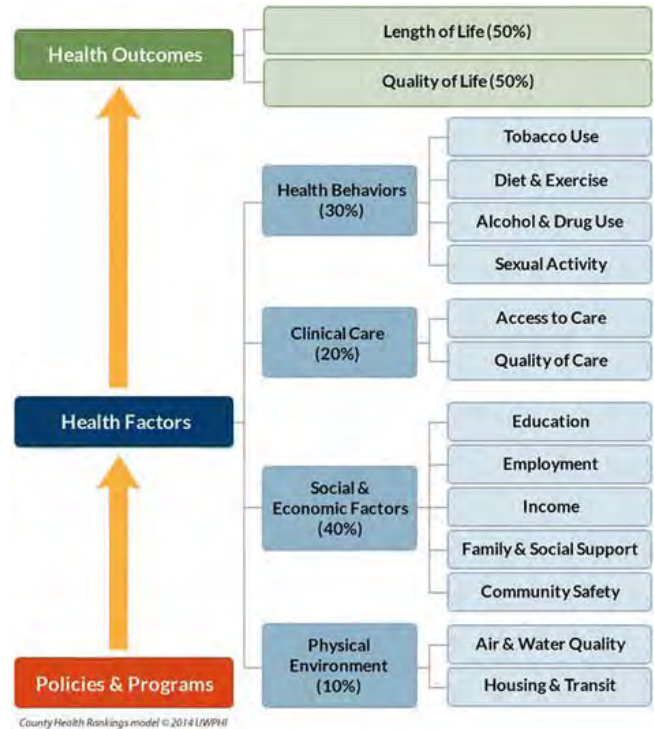 Health Outcomes
Length of Life (50%)
Quality of Life (50%)
Health Behaviors
(30%)
Tobacco Use
Diet & Exercise
Alcohol & Drug Use
Sexual Activity
Clinical Care
(20%)
Access to Care
Quality of Care
Health Factors
Social &
Economic Factors
(40%)
Education
Employment
Income
Family & Social Support
Community Safety
Physical
Environment
(10%)
Air & Water Quality
Housing & Transit
Policies & Programs
County Health Rankings model © 2014 UWPHI